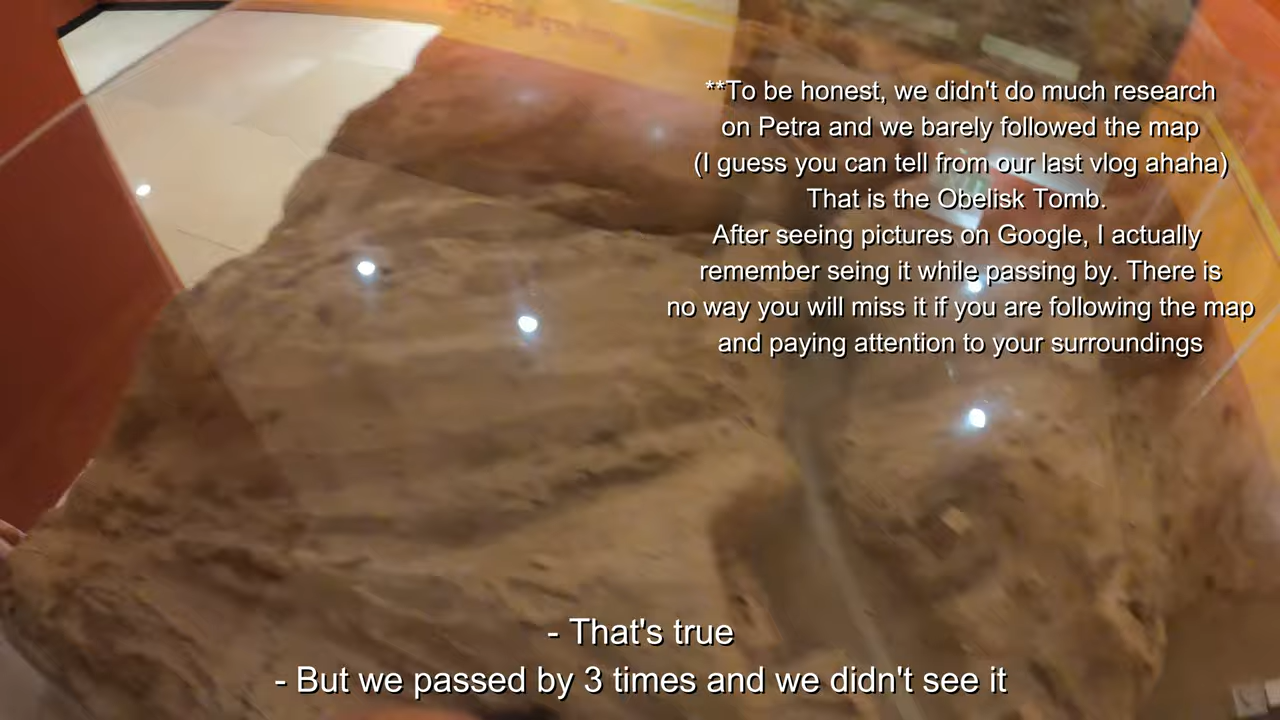 **To be honest, we didn't do much research
on Petra and we barely followed the map
(I guess you can tell from our last vlog ahaha)
That is the Obelisk Tomb.
After seeing pictures on Google, I actually
remember seing it while passing by. There is
no way you will miss it if you are following the map
and paying attention to your surroundings
- That's true
- But we passed by 3 times and we didn't see it